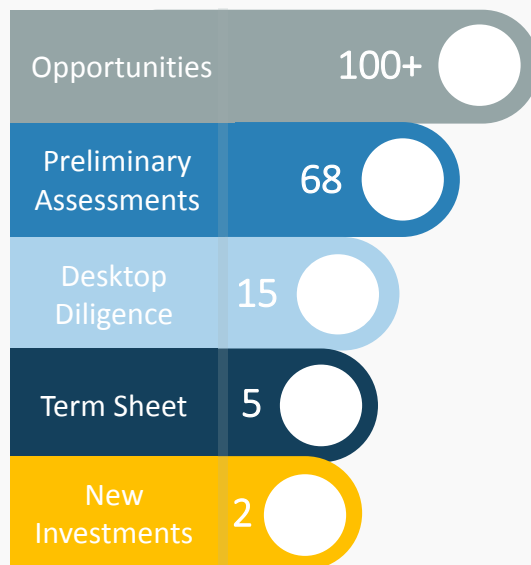 Opportunities 100+
Preliminary
Assessments 68
Desktop
Diligence 15
Term Sheet 5
New
Investments 2